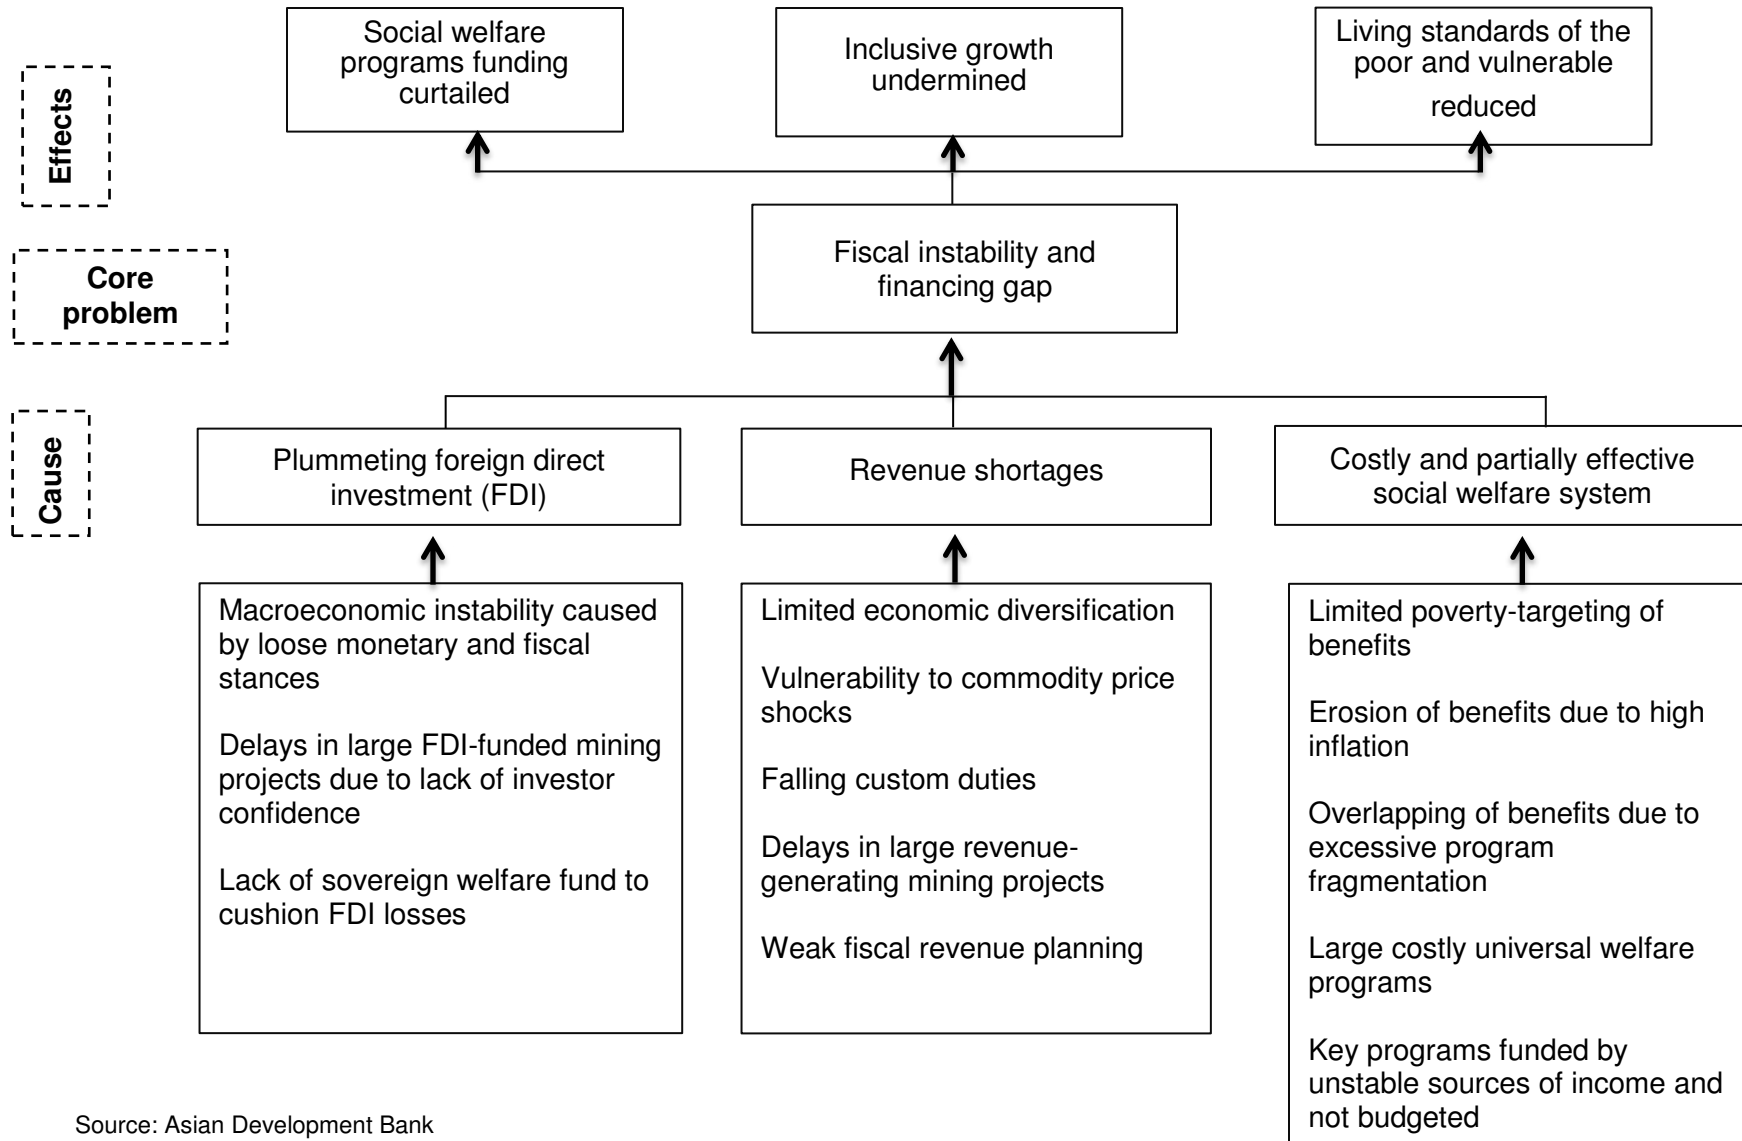 Effects
Social welfare
programs funding
curtailed
Inclusive growth
undermined
Living standards of the
poor and vulnerable
reduced
Core
problem
Fiscal instability and
financing gap
Cause
Plummeting foreign direct
investment (FDI)
Revenue shortages
Costly and partially effective
social welfare system
Macroeconomic instability caused
by loose monetary and fiscal
stances
Delays in large FDI-funded mining
projects due to lack of investor
confidence
Lack of sovereign welfare fund to
cushion FDI losses
Limited economic diversification
Vulnerability to commodity price
shocks
Falling custom duties
Delays in large revenue-
generating mining projects
Weak fiscal revenue planning
Limited poverty-targeting of
benefits
Erosion of benefits due to high
inflation
Overlapping of benefits due to
excessive program
fragmentation
Large costly universal welfare
programs
Key programs funded by
unstable sources of income and
not budgeted
Source: Asian Development Bank